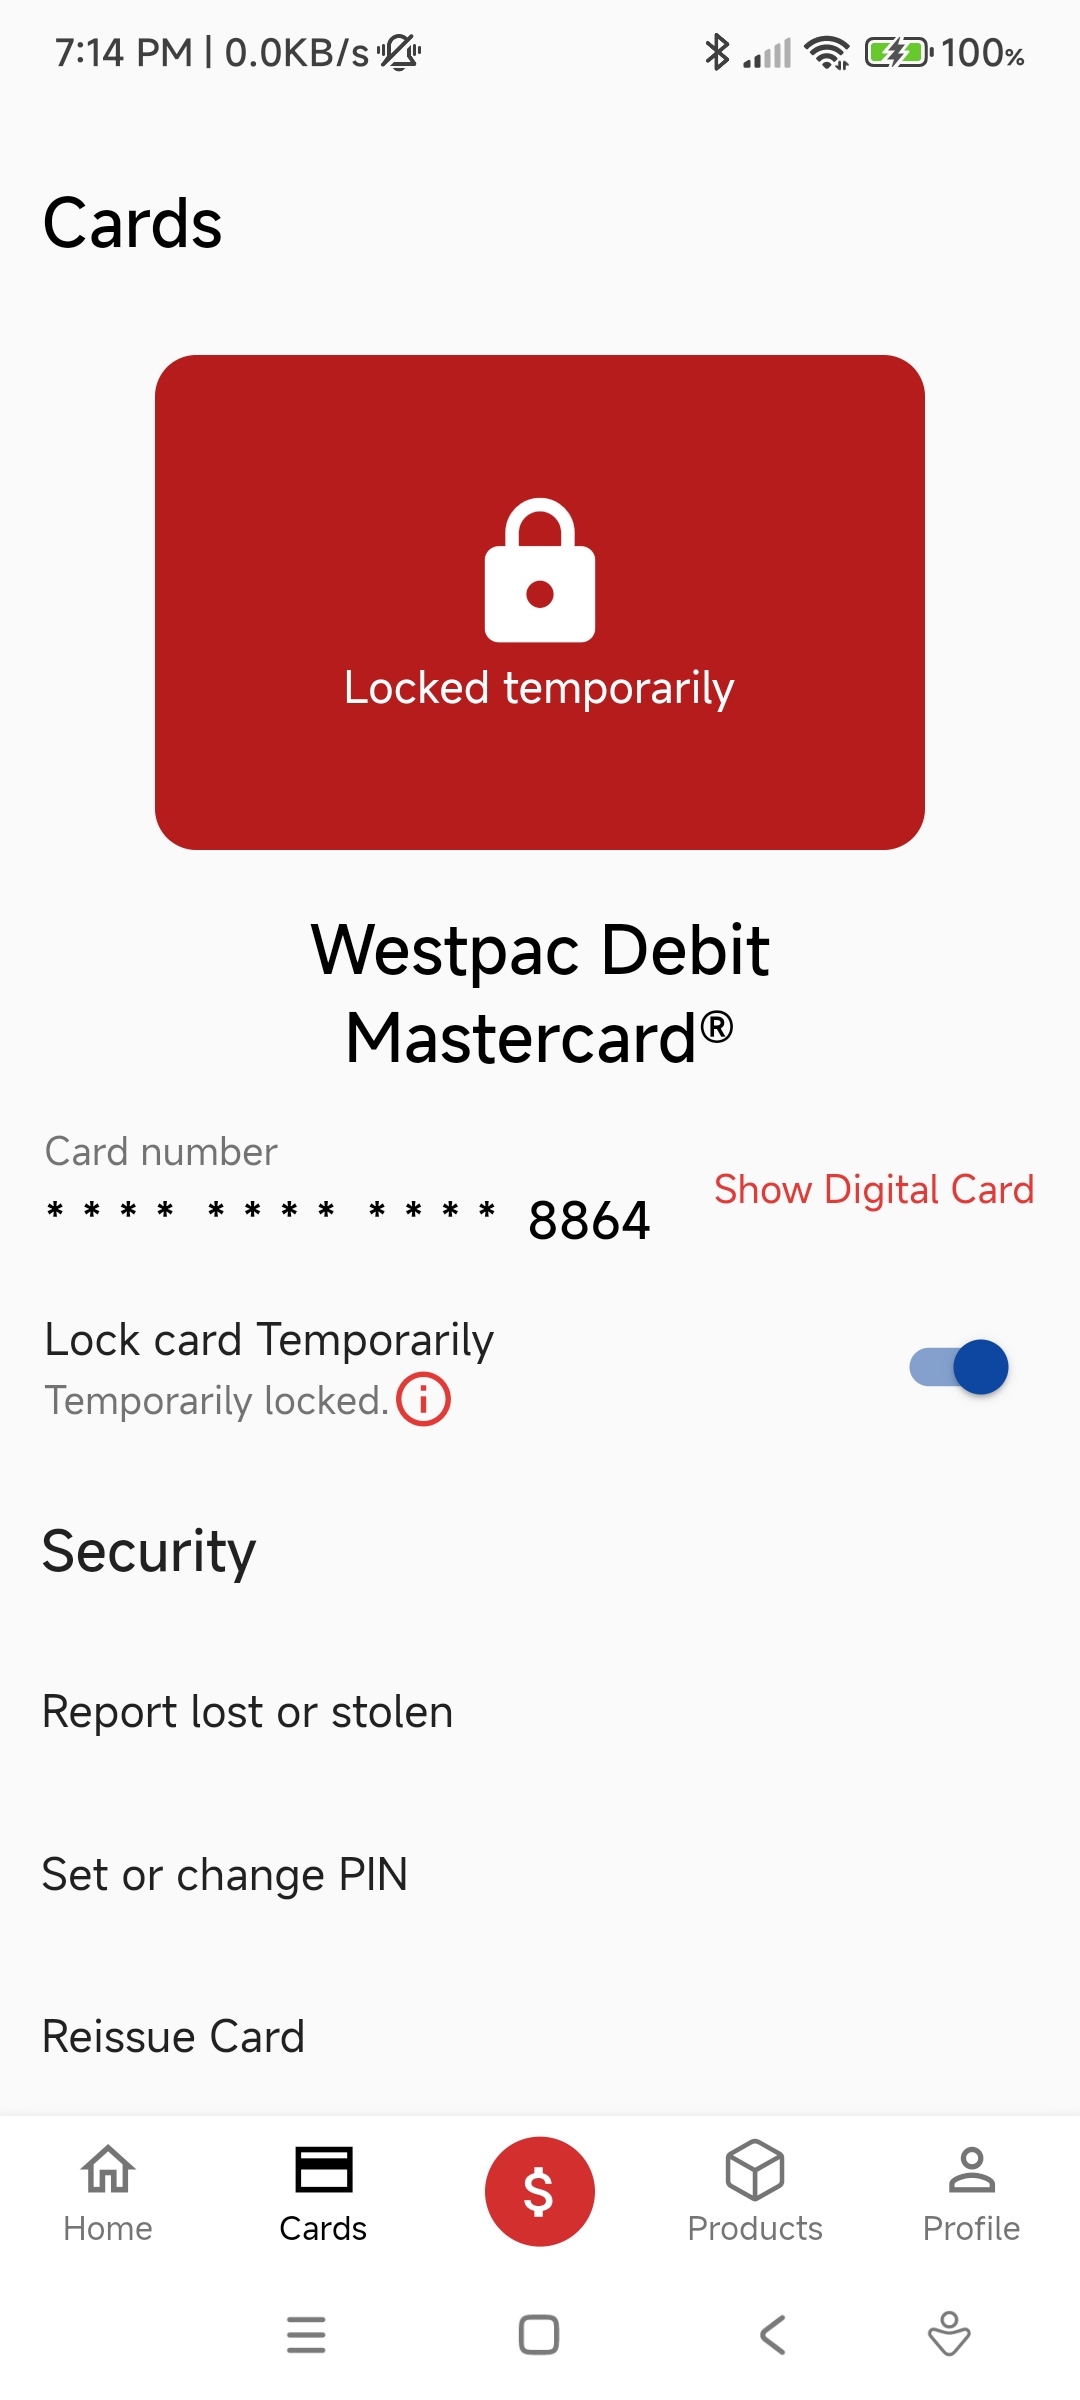 7:14 PM | 0.0KB/s 100%
Cards
Locked temporarily
Westpac Debit
Mastercard®
Card number
Show Digital Card
**** **** **** 8864
Lock card Temporarily
Temporarily locked.
Security
Report lost or stolen
Set or change PIN
Reissue Card
$
Home Cards Products Profile